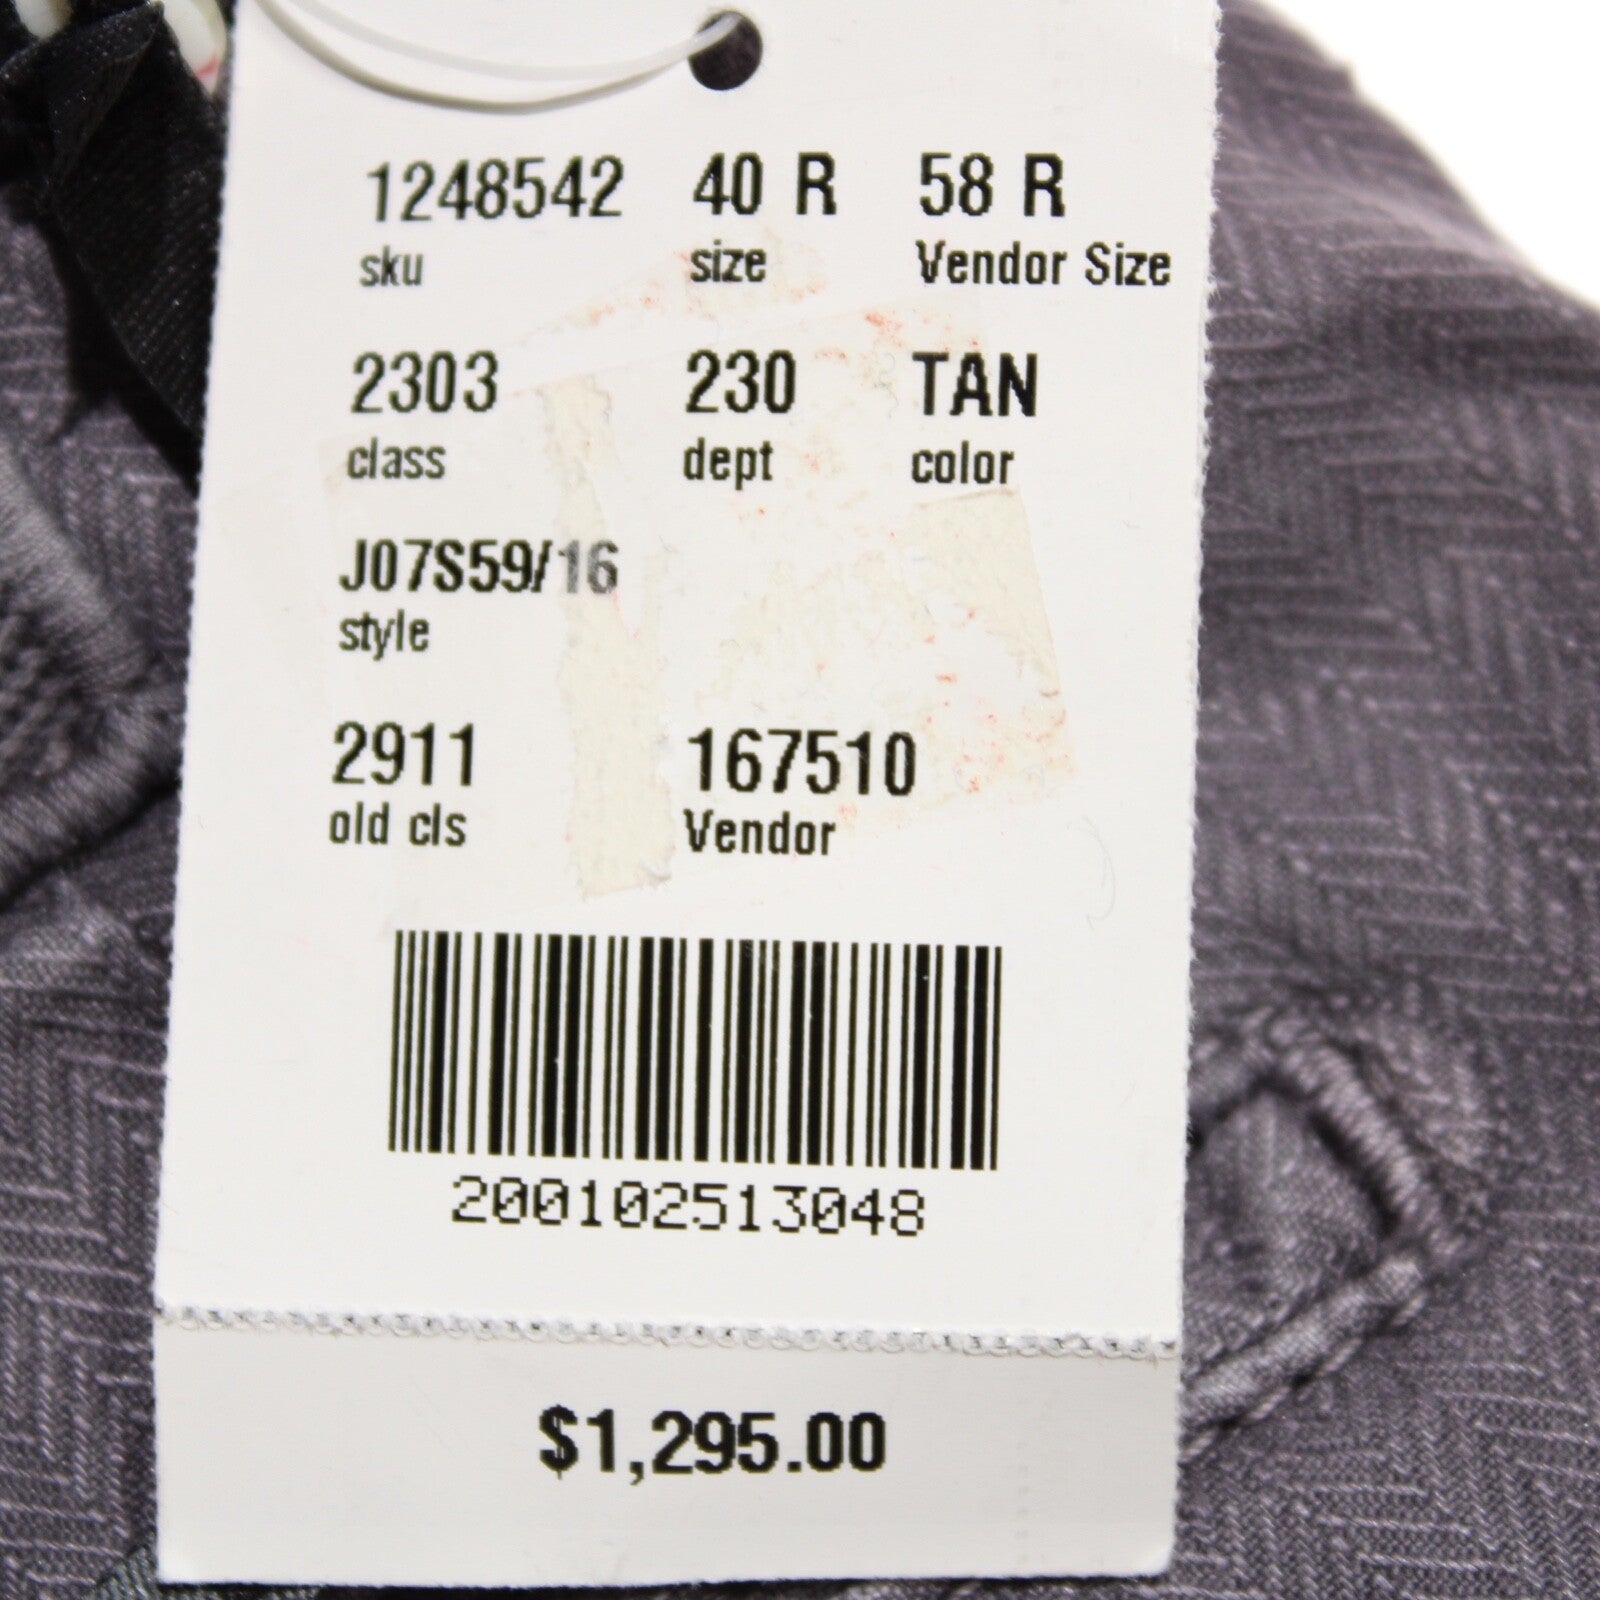 1248542 40 R 58 R
sku size Vendor Size
2303 230 TAN
class dept color
J07S59/16
style
2911 167510
old cls Vendor
200102513048
$1,295.00